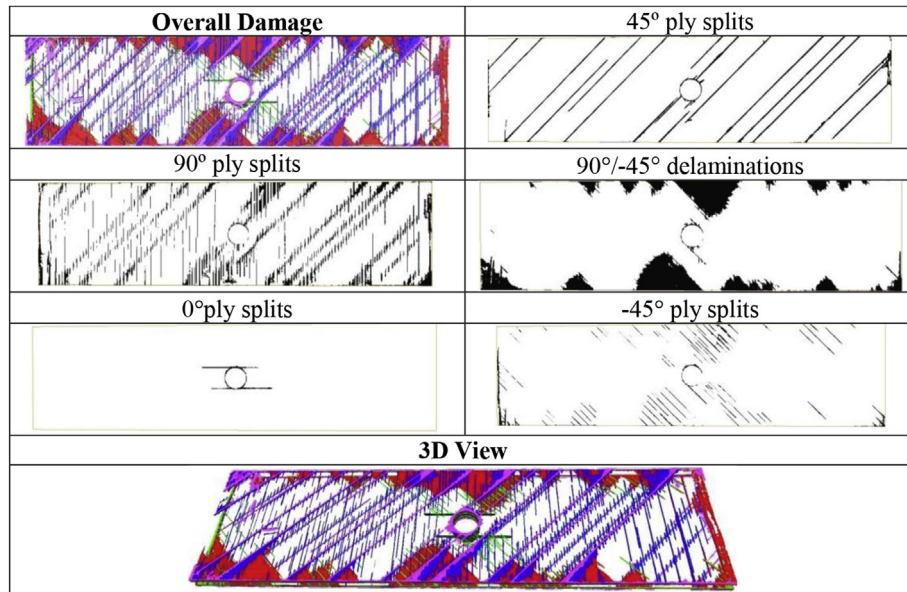 Overall Damage
45º ply splits
90º ply splits
90°/-45° delaminations
0°ply splits
-45° ply splits
3D View